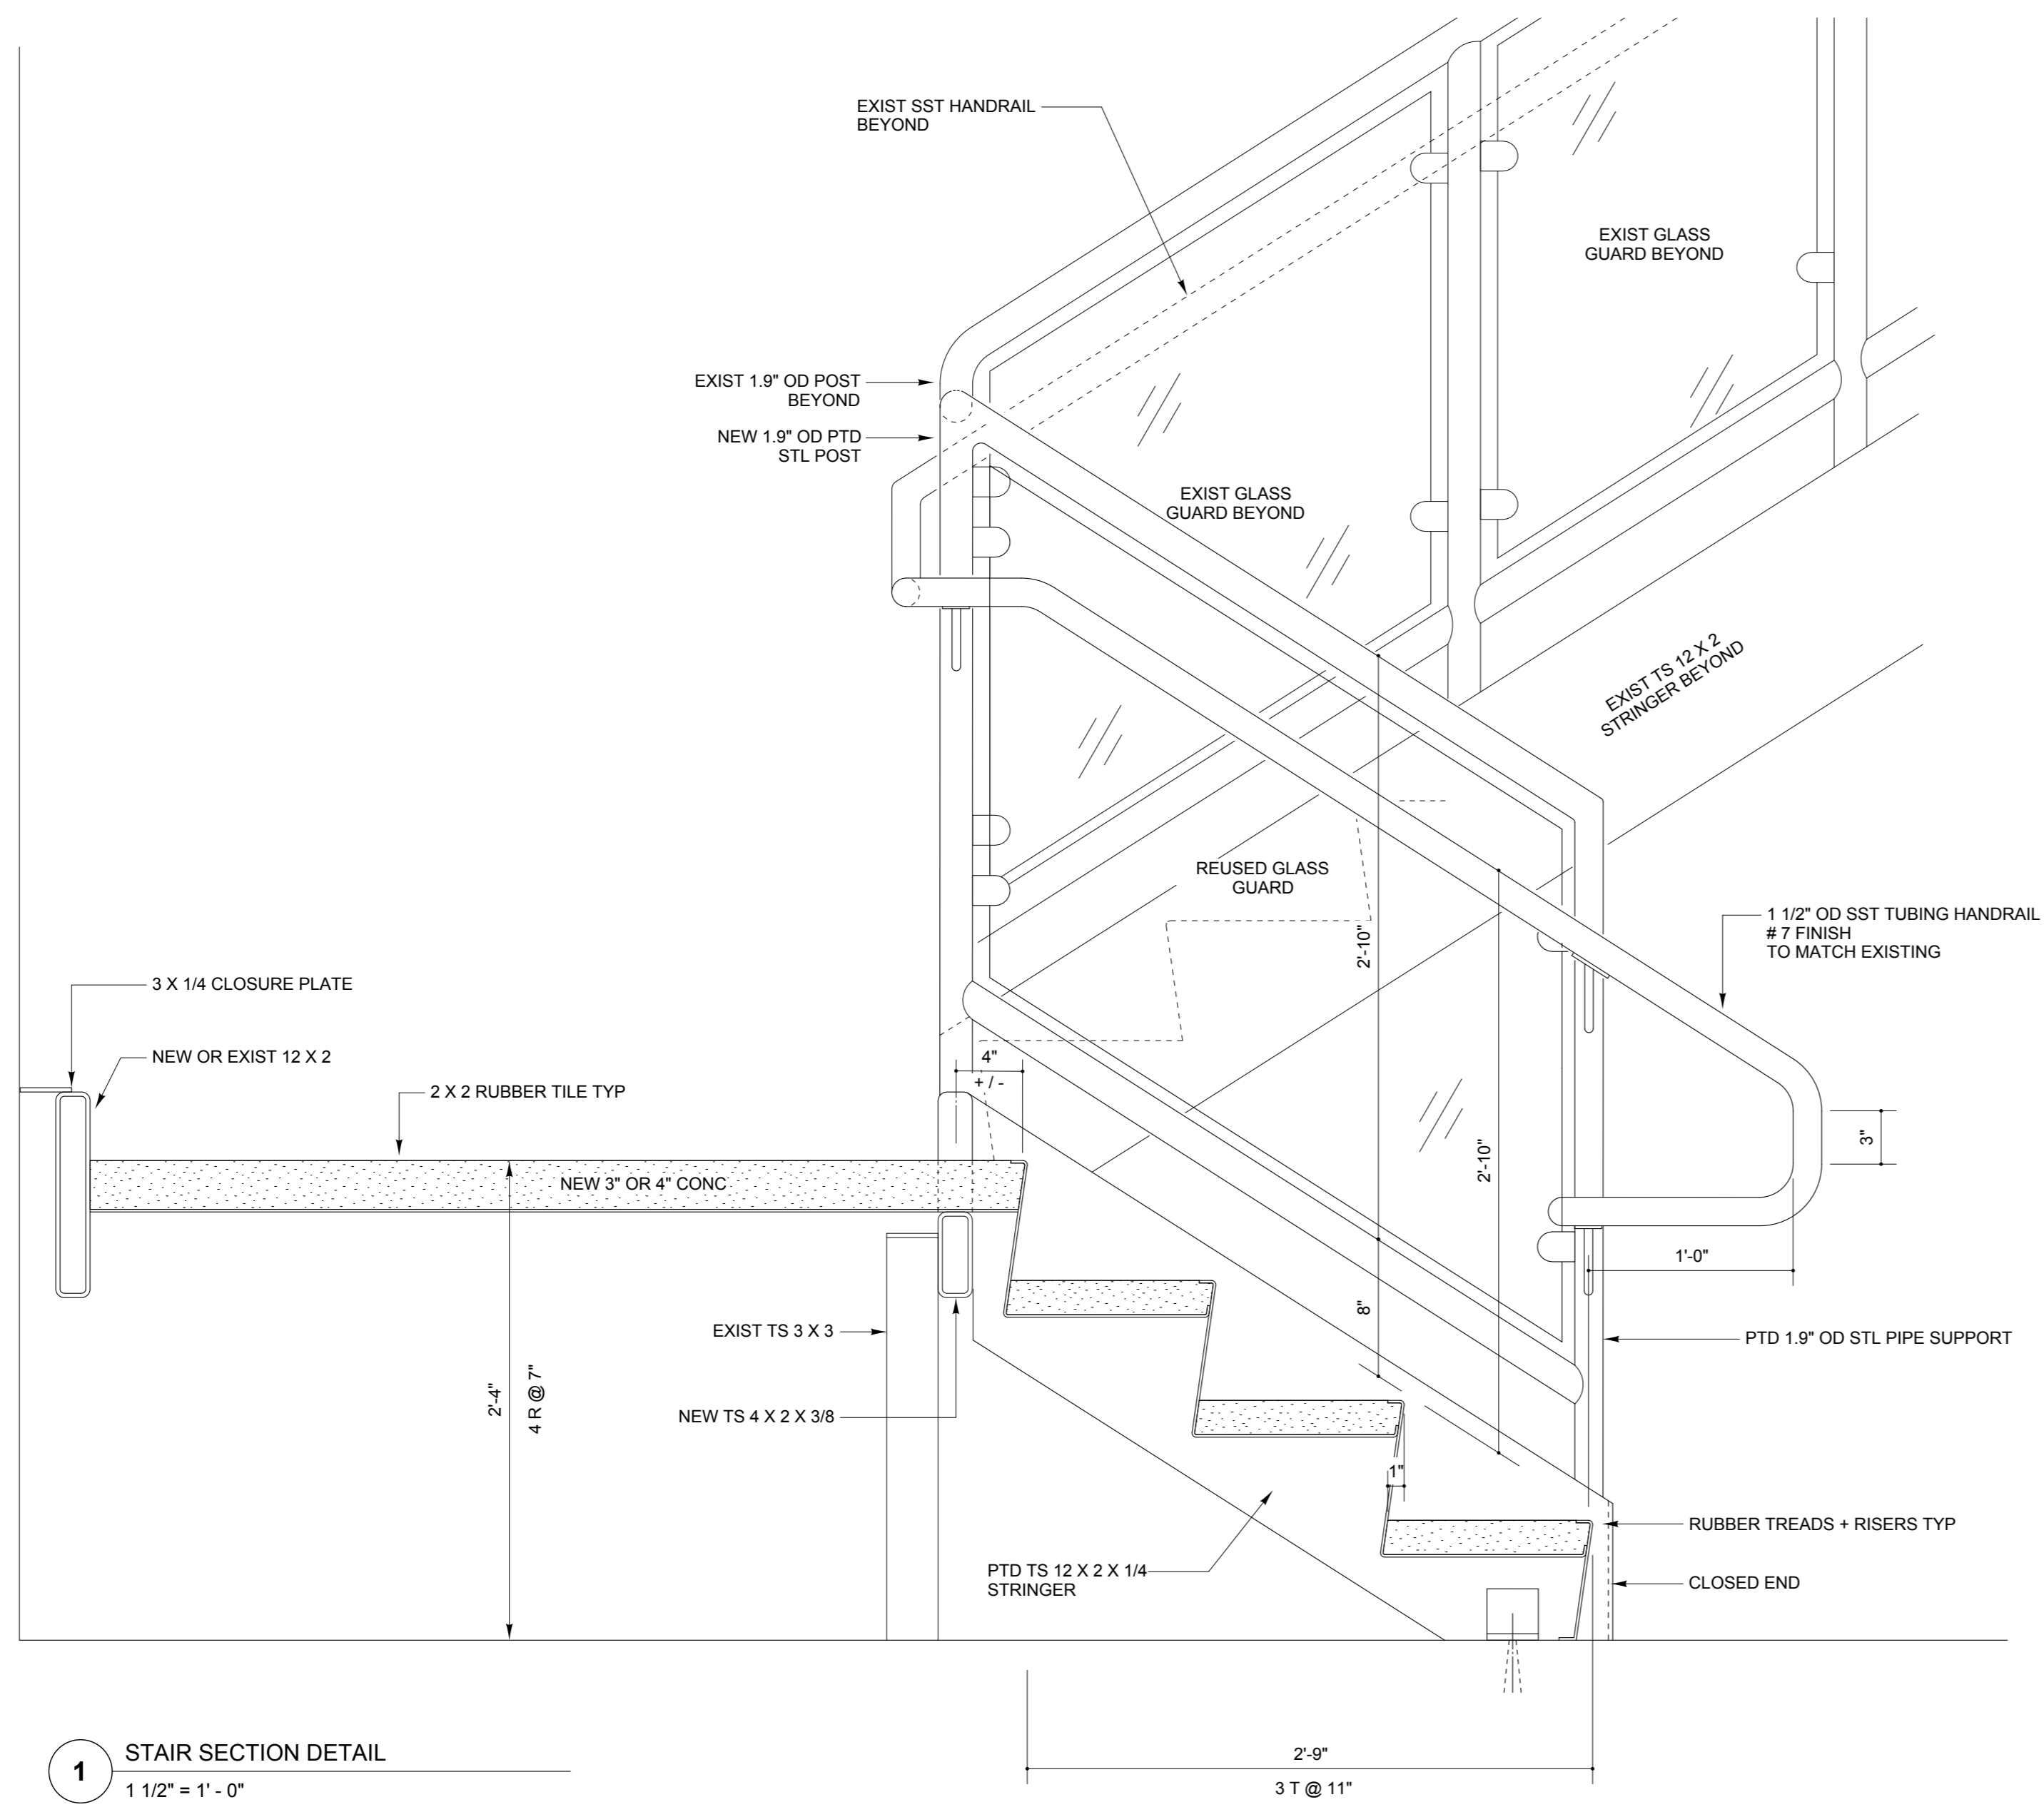 EXIST SST HANDRAIL
BEYOND
EXIST GLASS
GUARD BEYOND
EXIST 1.9" OD POST
BEYOND
NEW 1.9" OD PTD
STL POST
EXIST GLASS
GUARD BEYOND
EXIST TS 12 X 2
STRINGER BEYOND
REUSED GLASS
GUARD
2'-10"
1 1/2" OD SST TUBING HANDRAIL
# 7 FINISH
TO MATCH EXISTING
3 X 1/4 CLOSURE PLATE
NEW OR EXIST 12 X 2
4"
+ / -
2 X 2 RUBBER TILE TYP
3"
2'-10"
NEW 3" OR 4" CONC
1'-0"
8"
EXIST TS 3 X 3
PTD 1.9" OD STL PIPE SUPPORT
2'-4"
4 R @ 7"
NEW TS 4 X 2 X 3/8
1"
RUBBER TREADS + RISERS TYP
PTD TS 12 X 2 X 1/4
STRINGER
CLOSED END
1
STAIR SECTION DETAIL
1 1/2" = 1' - 0"
2'-9"
3 T @ 11"